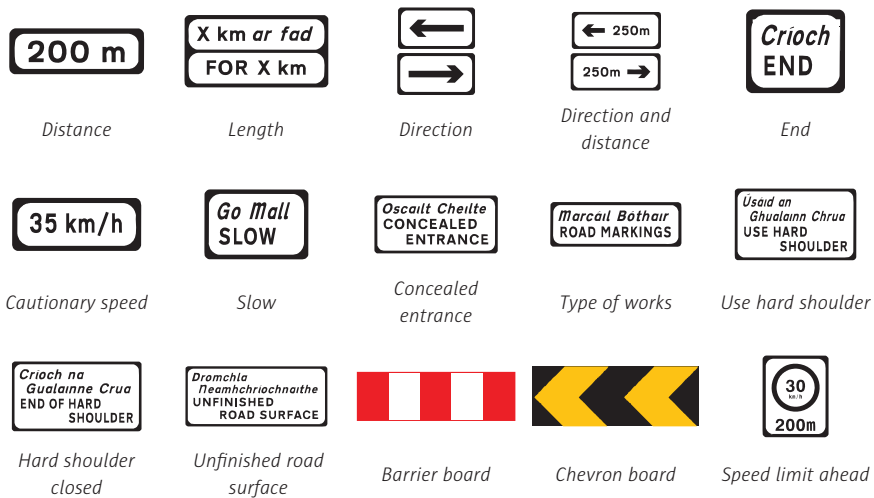 200 m
X km ar fad
FOR X km
← 250m
250m →
Críoch
END
Distance
Length
Direction
Direction and
distance
End
35 km/h
Go Mall
SLOW
Oscailt Cheilte
CONCEALED
ENTRANCE
Marcáil Bóthair
ROAD MARKINGS
Úsáid an
Ghualainn Chrua
USE HARD
SHOULDER
Cautionary speed
Slow
Concealed
entrance
Type of works
Use hard shoulder
Críoch na
Gualainne Crua
END OF HARD
SHOULDER
Dromchla
Neamhchríochnaithe
UNFINISHED
ROAD SURFACE
30
km/h
200m
Hard shoulder
closed
Unfinished road
surface
Barrier board
Chevron board
Speed limit ahead